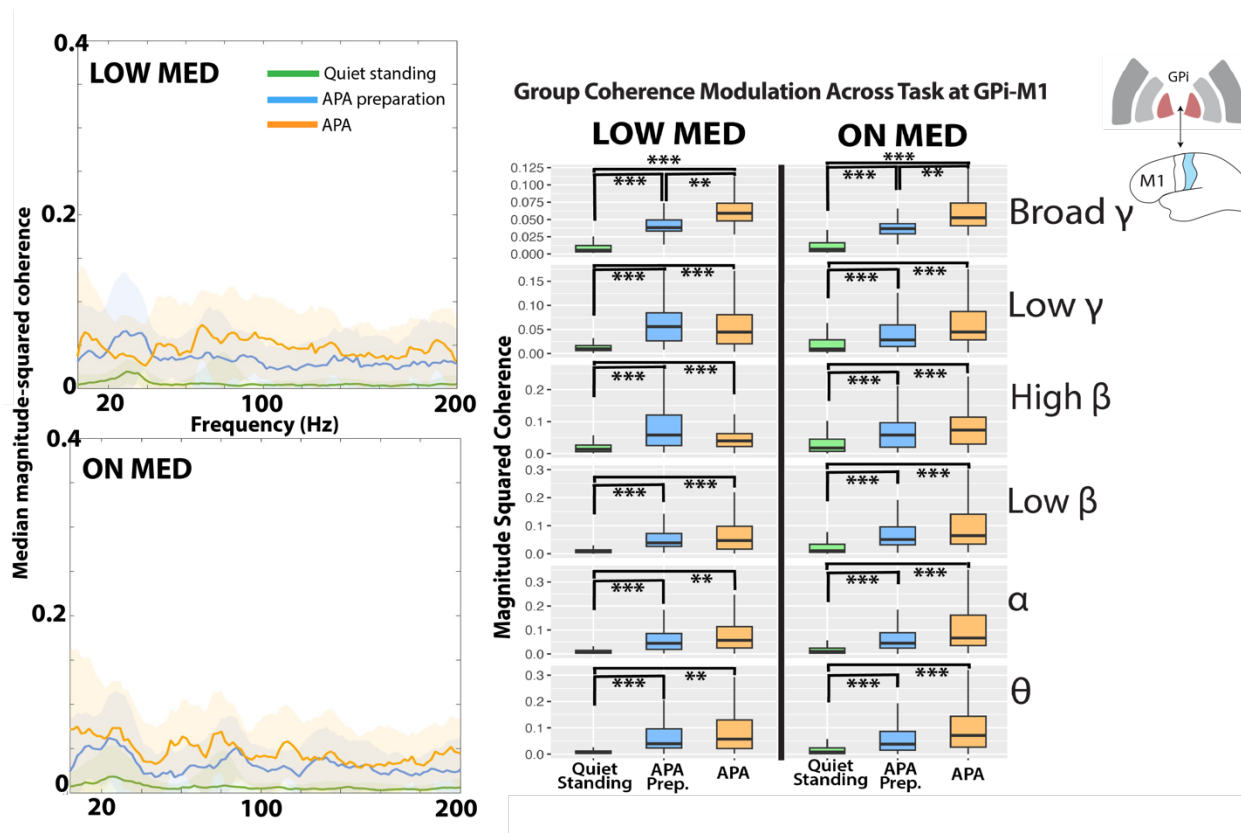 0.4
LOW MED
Quiet standing
APA preparation
APA
0.2
0
20
100
200
Frequency (Hz)
0.4
ON MED
0.2
0
20
100
200
Median magnitude-squared coherence
Group Coherence Modulation Across Task at GPi-M1
LOW MED
ON MED
GPi
M1
Magnitude Squared Coherence
0.125
0.100
0.075
0.050
0.025
0.000
***
*** **
***
*** **
Broad γ
0.15
0.10
0.05
0.00
*** ***
*** ***
Low γ
0.2
0.1
0.0
*** ***
*** ***
High β
0.3
0.2
0.1
0.0
*** ***
*** ***
Low β
0.3
0.2
0.1
0.0
*** **
*** ***
α
0.3
0.2
0.1
0.0
*** **
*** ***
θ
Quiet
Standing
APA
Prep.
APA
Quiet
Standing
APA
Prep.
APA